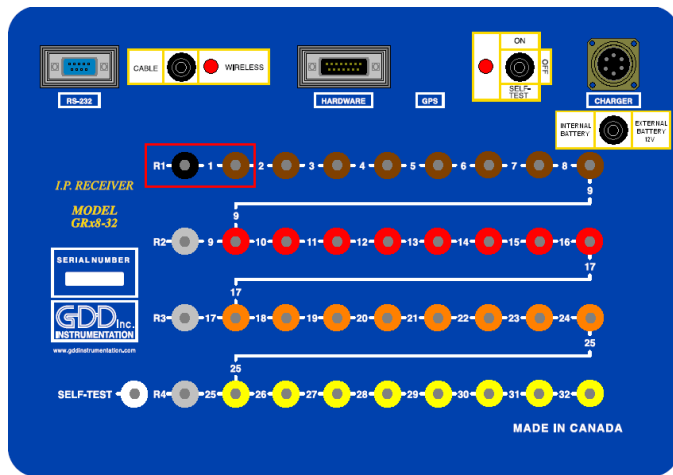 ON
CABLE
WIRELESS
OFF
SELF-
TEST
RS-232
HARDWARE
GPS
CHARGER
INTERNAL
BATTERY
EXTERNAL
BATTERY
12V
R1 1 2 3 4 5 6 7 8
9
I.P. RECEIVER
MODEL
GRx8-32
9
R2 9 10 11 12 13 14 15 16
17
SERIAL NUMBER
17
GDD Inc.
INSTRUMENTATION
www.gddinstrumentation.com
R3 17 18 19 20 21 22 23 24
25
25
SELF-TEST R4 25 26 27 28 29 30 31 32
MADE IN CANADA